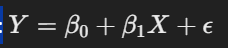 : Y = β₀ + β₁X + ϵ